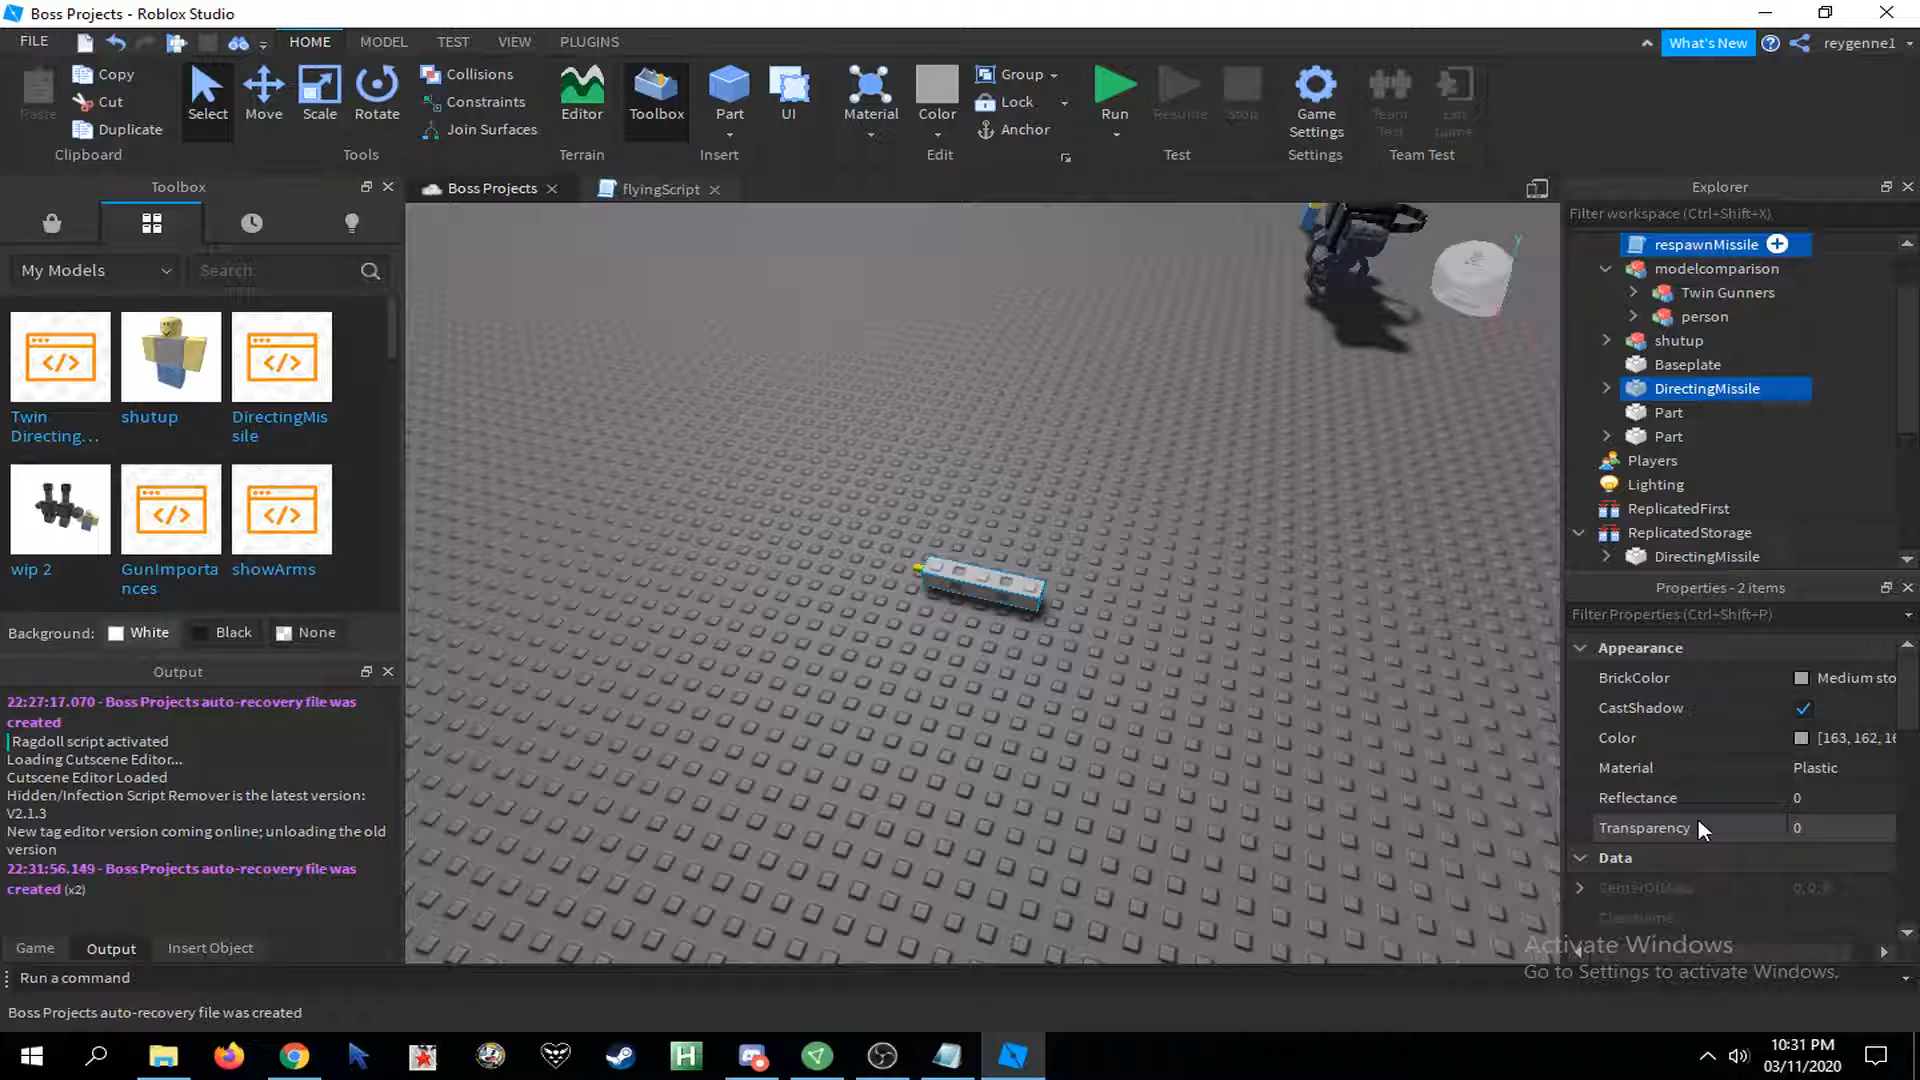 Boss Projects - Roblox Studio
FILE HOME MODEL TEST VIEW PLUGINS What's New reygenne1
Paste Copy Cut Duplicate Select Move Scale Rotate Collisions Constraints Join Surfaces Editor Toolbox Part UI Material Color Group Lock Anchor Run Resume Stop Game Settings Team Test Exit Game
Clipboard Tools Terrain Insert Edit Test Settings Team Test
Toolbox
My Models Search
Twin Directing...
shutup
DirectingMis
sile
wip 2
GunImporta
nces
showArms
Background: White Black None
Output
22:27:17.070 - Boss Projects auto-recovery file was
created
Ragdoll script activated
Loading Cutscene Editor...
Cutscene Editor Loaded
Hidden/Infection Script Remover is the latest version:
V2.1.3
New tag editor version coming online; unloading the old
version
22:31:56.149 - Boss Projects auto-recovery file was
created (x2)
Game Output Insert Object
Run a command
Boss Projects auto-recovery file was created
Boss Projects flyingScript
Explorer
Filter workspace (Ctrl+Shift+X)
respawnMissile
modelcomparison
Twin Gunners
person
shutup
Baseplate
DirectingMissile
Part
Part
Players
Lighting
ReplicatedFirst
ReplicatedStorage
DirectingMissile
Properties - 2 items
Filter Properties (Ctrl+Shift+P)
Appearance
BrickColor Medium sto
CastShadow
Color [163, 162, 16
Material Plastic
Reflectance 0
Transparency 0
Data
CenterOfMass
ClassName
Activate Windows
Go to Settings to activate Windows.
10:31 PM
03/11/2020